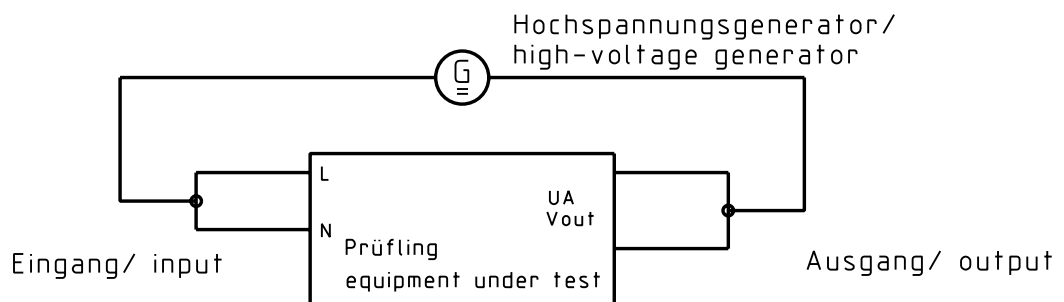 Hochspannungsgenerator/
high-voltage generator
G
L
UA
Vout
N
Prüfling
equipment under test
Eingang/ input
Ausgang/ output